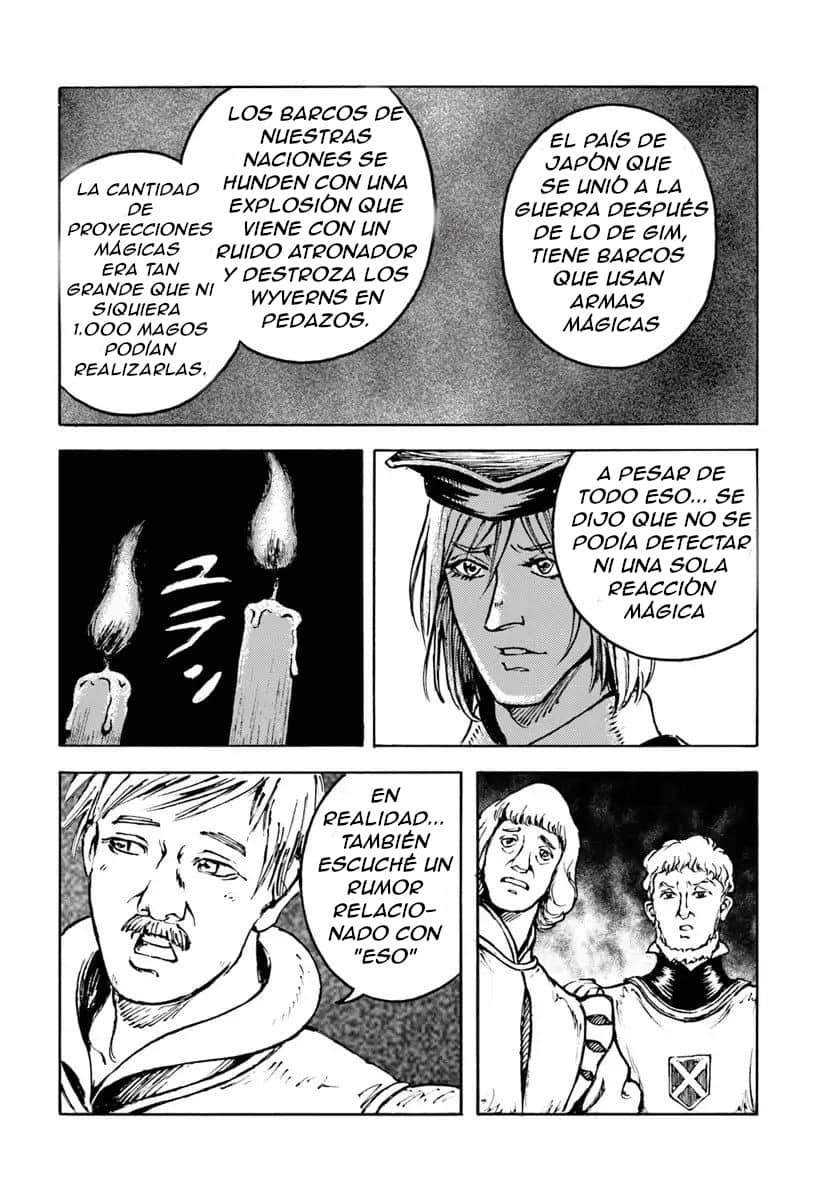 EL PAÍS DE
JAPÓN QUE
SE UNIÓ A LA
GUERRA DESPUÉS
DE LO DE GIM,
TIENE BARCOS
QUE USAN
ARMAS
MÁGICAS
LOS BARCOS DE
NUESTRAS
NACIONES SE
HUNDEN CON UNA
EXPLOSIÓN QUE
VIENE CON UN
RUIDO ATRONADOR
Y DESTROZA LOS
WYVERNS EN
PEDAZOS.
LA CANTIDAD
DE
PROYECCIONES
MÁGICAS
ERA TAN
GRANDE QUE NI
SIQUIERA
1.000 MAGOS
PODÍAN
REALIZARLAS.
A PESAR DE
TODO ESO... SE
DIJO QUE NO SE
PODÍA DETECTAR
NI UNA SOLA
REACCIÓN
MÁGICA
ユラン
EN
REALIDAD...
TAMBIÉN
ESCUCHÉ UN
RUMOR
RELACIO-
NADO CON
"ESO"